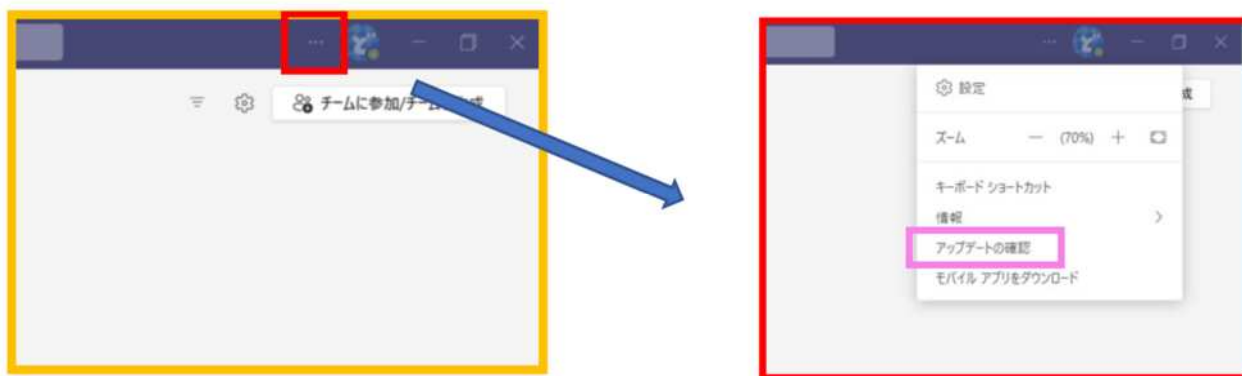 チームに参加/チーム
成
設定
成
ズーム － (70%) ＋
キーボード ショートカット
情報
アップデートの確認
モバイル アプリをダウンロード